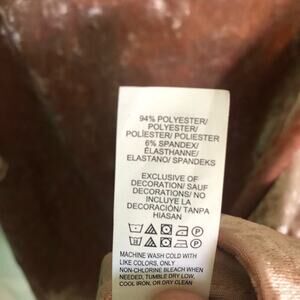 94% POLYESTER/
POLYESTER/
POLIÉSTER/ POLIESTER
6% SPANDEX/
ÉLASTHANNE/
ELASTANO/ SPANDEKS
EXCLUSIVE OF
DECORATION/ SAUF
DECORATIONS/ NO
INCLUYE LA
DECORACIÓN/ TANPA
HIASAN
MACHINE WASH COLD WITH
LIKE COLORS, ONLY
NON-CHLORINE BLEACH WHEN
NEEDED, TUMBLE DRY LOW,
COOL IRON, OR DRY CLEAN